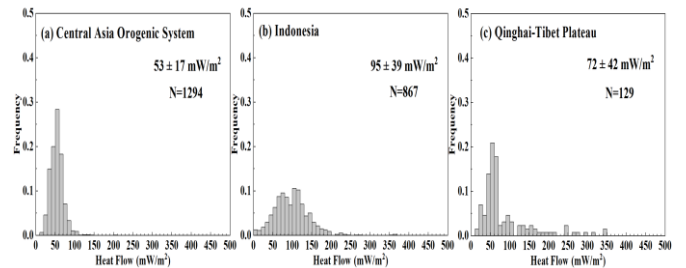 0.5
(a) Central Asia Orogenic System
53 ± 17 mW/m²
N=1294
0.4
0.3
Frequency
0.2
0.1
0.0
0 50 100 150 200 250 300 350 400 450 500
Heat Flow (mW/m²)
0.5
(b) Indonesia
95 ± 39 mW/m²
N=867
0.4
0.3
Frequency
0.2
0.1
0.0
0 50 100 150 200 250 300 350 400 450 500
Heat Flow (mW/m²)
0.5
(c) Qinghai-Tibet Plateau
72 ± 42 mW/m²
N=129
0.4
0.3
Frequency
0.2
0.1
0.0
0 50 100 150 200 250 300 350 400 450 500
Heat Flow (mW/m²)